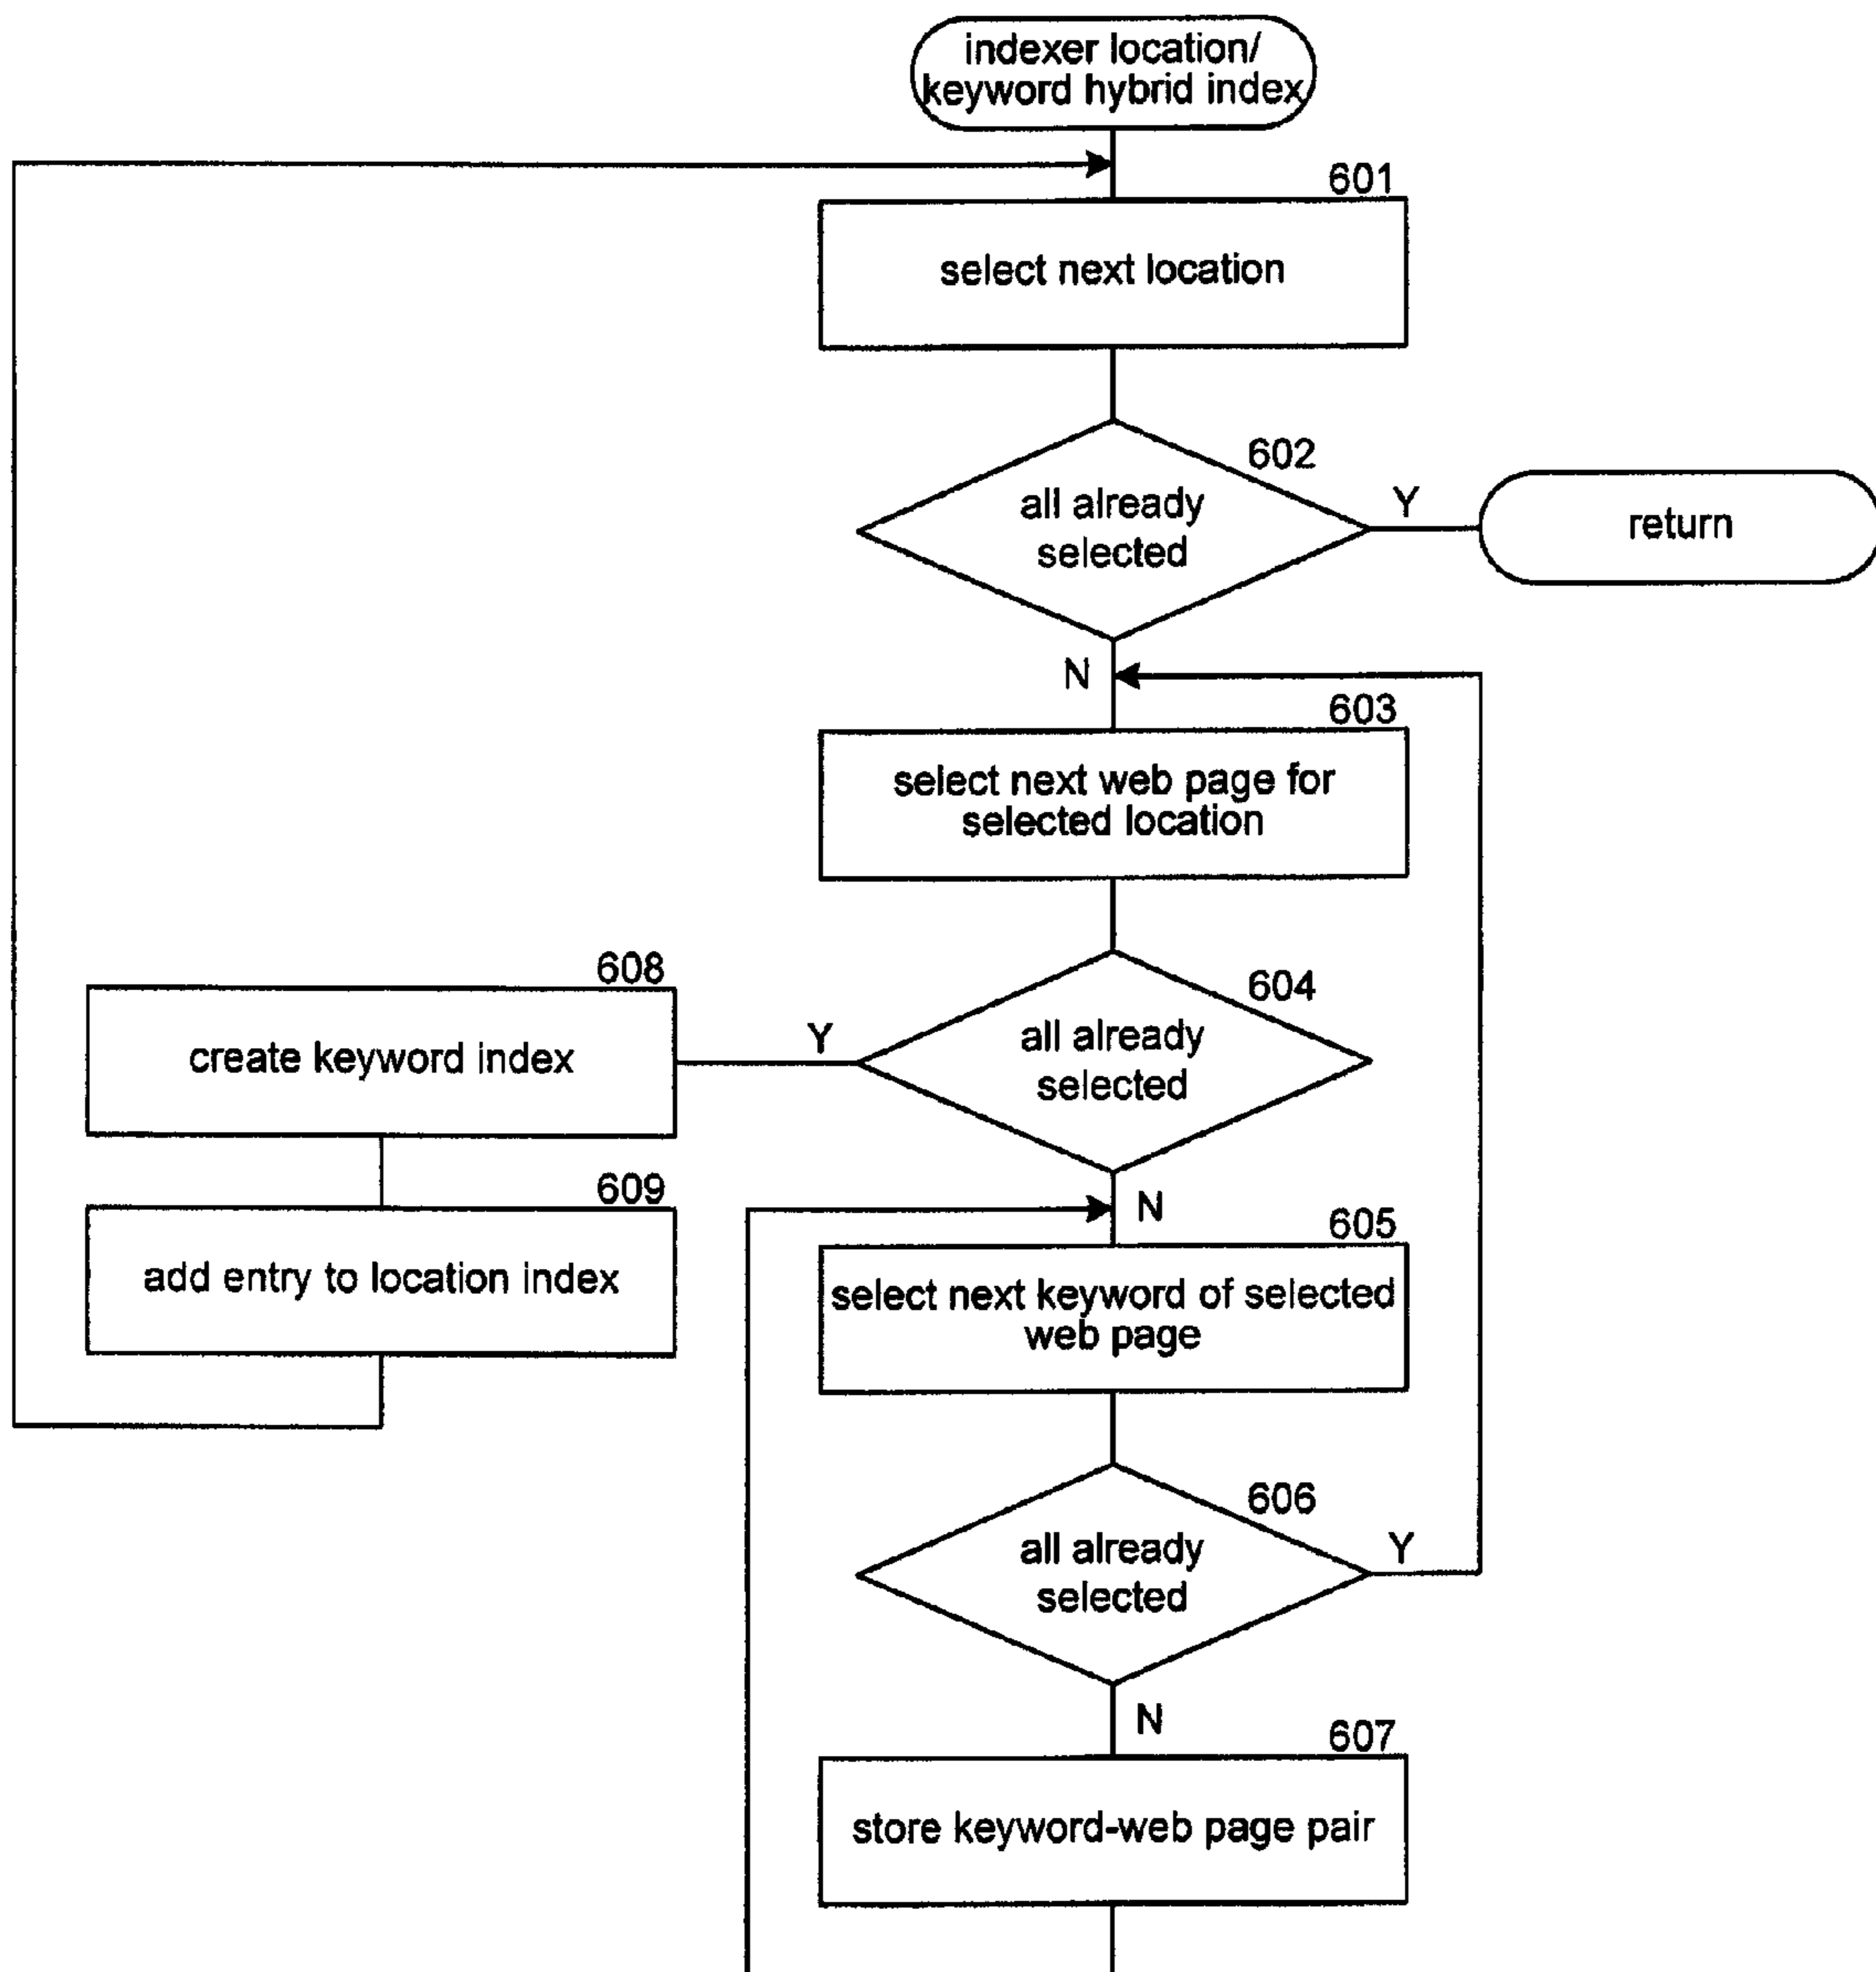 indexer location/
keyword hybrid index
601
select next location
602
all already
selected
Y
return
N
603
select next web page for
selected location
604
all already
selected
Y
608
create keyword index
609
add entry to location index
N
605
select next keyword of selected
web page
606
all already
selected
Y
N
607
store keyword-web page pair